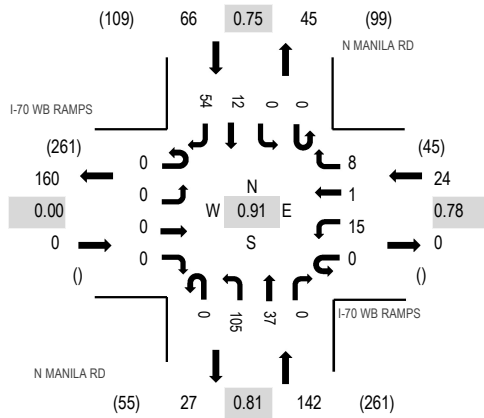 (109) 66 0.75 45 (99)
N MANILA RD
I-70 WB RAMPS
54 12 0 0
(261)
160
0.00
0
()
0
0
0
0
N
W 0.91 E
S
8
1
15
0
(45)
24
0.78
0
()
0 105 37 0
I-70 WB RAMPS
N MANILA RD
(55) 27 0.81 142 (261)